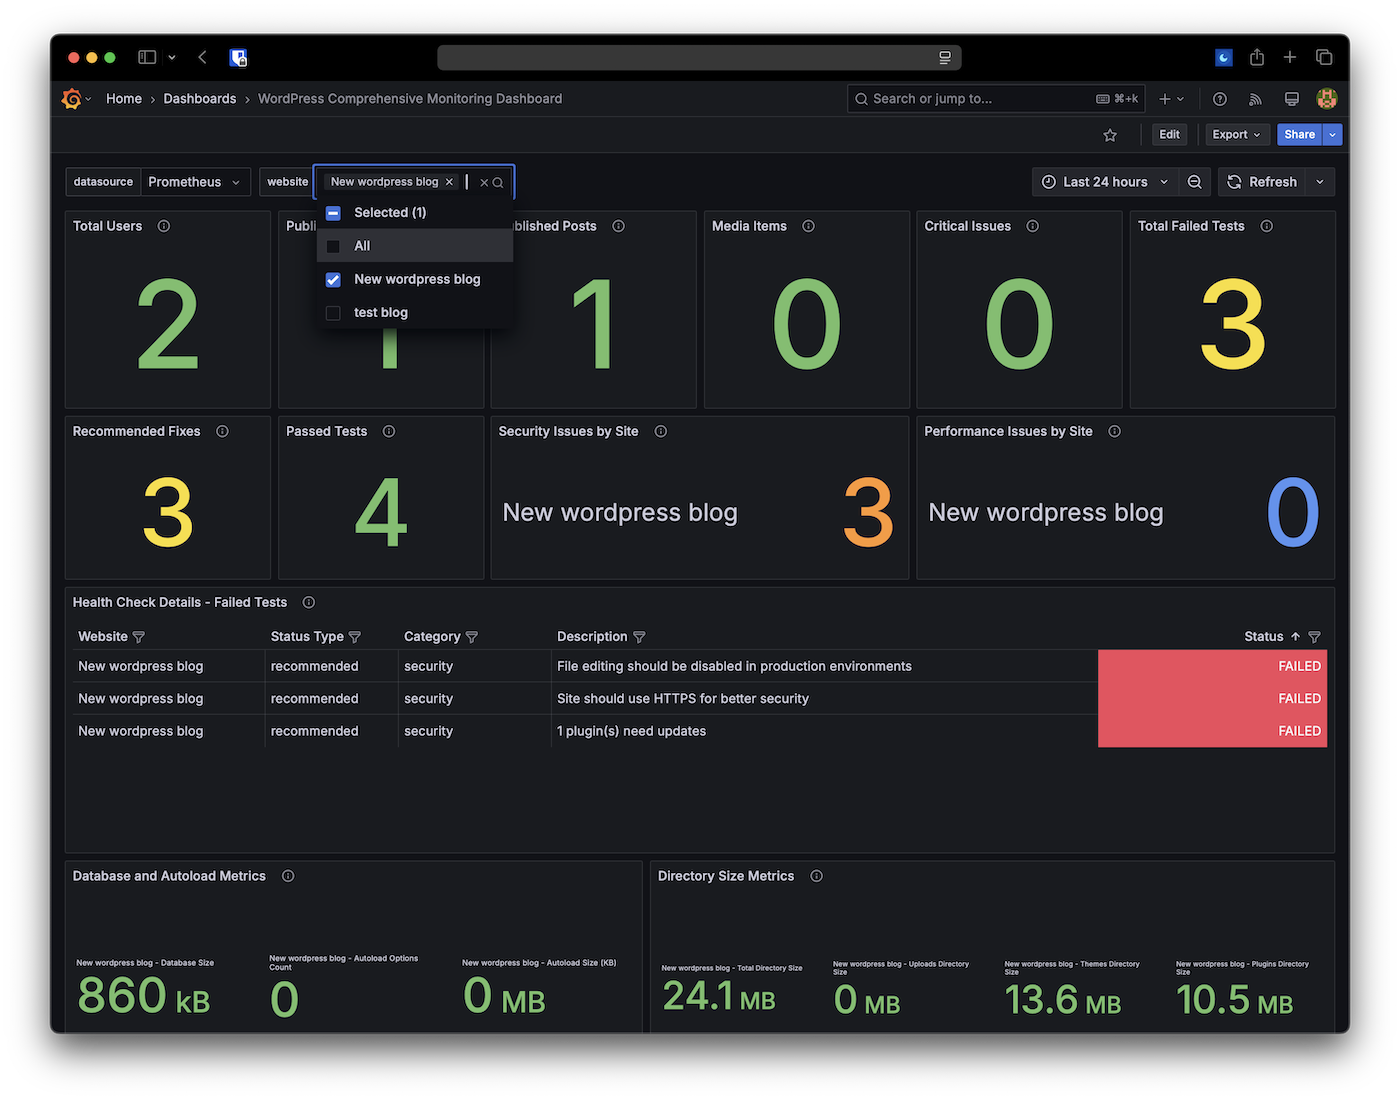 Home › Dashboards › WordPress Comprehensive Monitoring Dashboard
Search or jump to... ⌘+k
Edit Export Share
datasource Prometheus website New wordpress blog Last 24 hours Refresh
Selected (1)
All
New wordpress blog
test blog
Total Users
2
Publi
1
blished Posts
1
Media Items
0
Critical Issues
0
Total Failed Tests
3
Recommended Fixes
3
Passed Tests
4
Security Issues by Site
New wordpress blog 3
Performance Issues by Site
New wordpress blog 0
Health Check Details - Failed Tests
Website Status Type Category Description Status
New wordpress blog recommended security File editing should be disabled in production environments FAILED
New wordpress blog recommended security Site should use HTTPS for better security FAILED
New wordpress blog recommended security 1 plugin(s) need updates FAILED
Database and Autoload Metrics
New wordpress blog - Database Size
860 kB
New wordpress blog - Autoload Options
Count
0
New wordpress blog - Autoload Size (KB)
0 MB
Directory Size Metrics
New wordpress blog - Total Directory Size
24.1 MB
New wordpress blog - Uploads Directory
Size
0 MB
New wordpress blog - Themes Directory
Size
13.6 MB
New wordpress blog - Plugins Directory
Size
10.5 MB